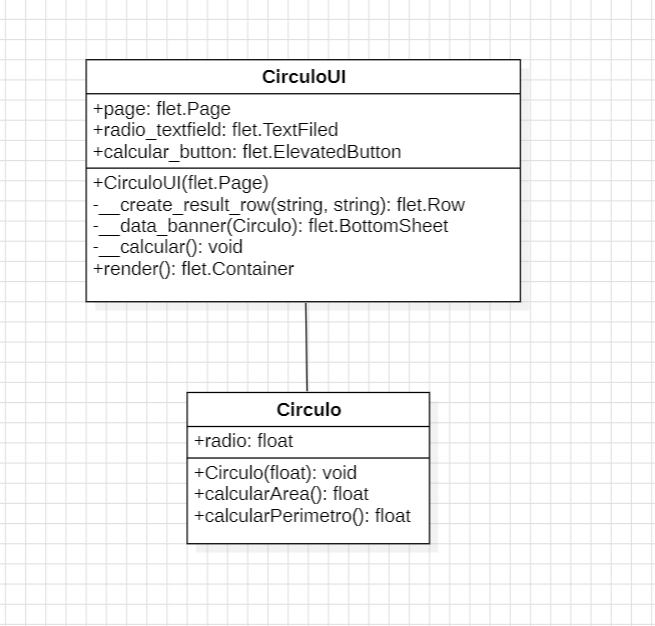 CirculoUI
+page: flet.Page
+radio_textfield: flet.TextFiled
+calcular_button: flet.ElevatedButton
+CirculoUI(flet.Page)
-__create_result_row(string, string): flet.Row
-__data_banner(Circulo): flet.BottomSheet
-__calcular(): void
+render(): flet.Container
Circulo
+radio: float
+Circulo(float): void
+calcularArea(): float
+calcularPerimetro(): float